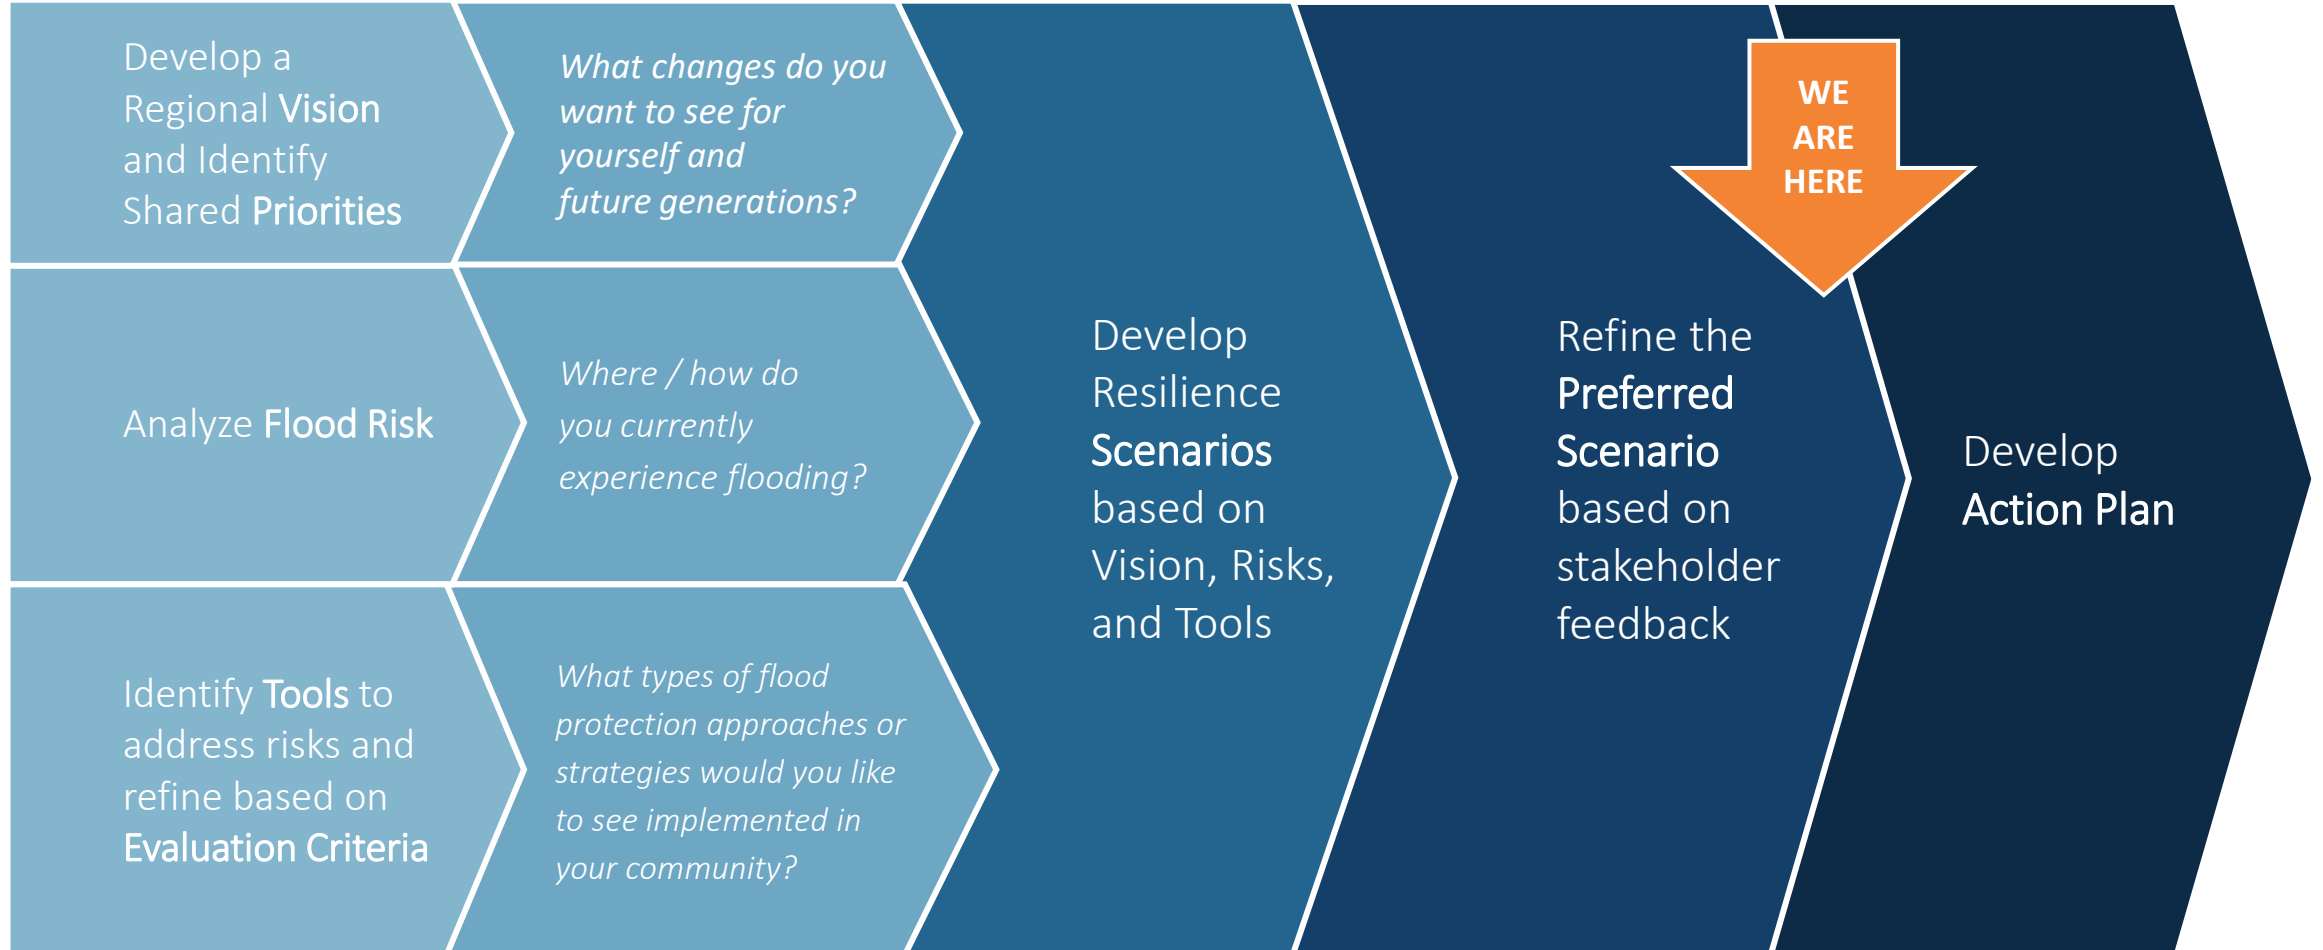 Develop a
Regional Vision
and Identify
Shared Priorities
What changes do you
want to see for
yourself and
future generations?
Analyze Flood Risk
Where / how do
you currently
experience flooding?
Identify Tools to
address risks and
refine based on
Evaluation Criteria
What types of flood
protection approaches or
strategies would you like
to see implemented in
your community?
Develop
Resilience
Scenarios
based on
Vision, Risks,
and Tools
Refine the
Preferred
Scenario
based on
stakeholder
feedback
WE
ARE
HERE
Develop
Action Plan